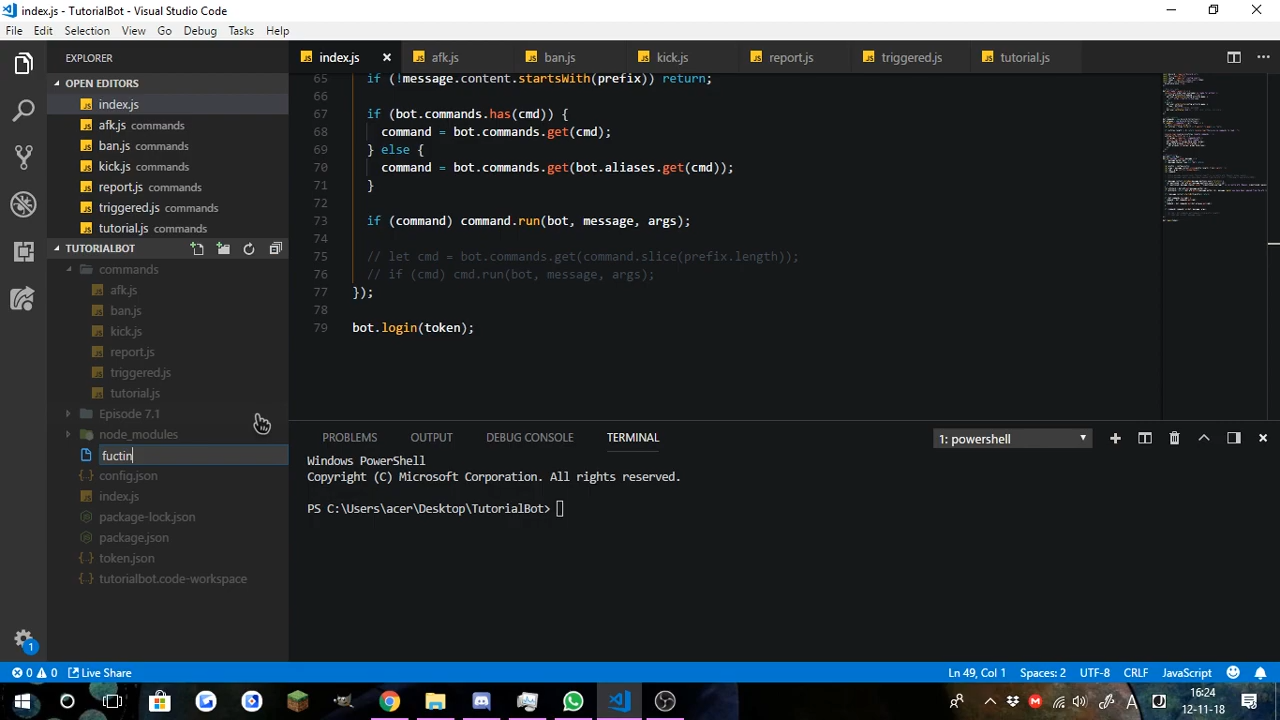 index.js - TutorialBot - Visual Studio Code
File Edit Selection View Go Debug Tasks Help
EXPLORER
OPEN EDITORS
index.js
afk.js commands
ban.js commands
kick.js commands
report.js commands
triggered.js commands
tutorial.js commands
TUTORIALBOT
commands
afk.js
ban.js
kick.js
report.js
triggered.js
tutorial.js
Episode 7.1
node_modules
fuctin
config.json
index.js
package-lock.json
package.json
token.json
tutorialbot.code-workspace
index.js afk.js ban.js kick.js report.js triggered.js tutorial.js
65 if (!message.content.startsWith(prefix)) return;
66
67 if (bot.commands.has(cmd)) {
68 command = bot.commands.get(cmd);
69 } else {
70 command = bot.commands.get(bot.aliases.get(cmd));
71 }
72
73 if (command) command.run(bot, message, args);
74
75 // let cmd = bot.commands.get(command.slice(prefix.length));
76 // if (cmd) cmd.run(bot, message, args);
77 });
78
79 bot.login(token);
PROBLEMS OUTPUT DEBUG CONSOLE TERMINAL 1: powershell
Windows PowerShell
Copyright (C) Microsoft Corporation. All rights reserved.
PS C:\Users\acer\Desktop\TutorialBot>
1
0 0 Live Share Ln 49, Col 1 Spaces: 2 UTF-8 CRLF JavaScript
16:24
12-11-18